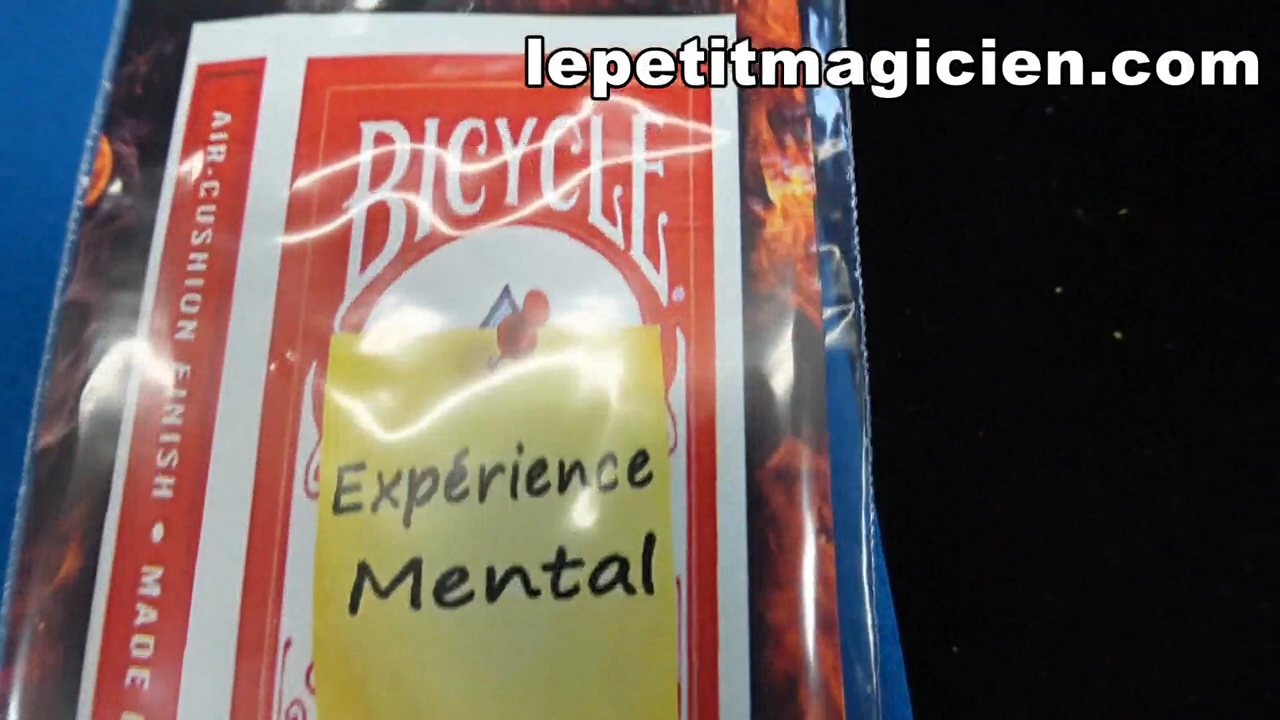 lepetitmagicien.com
BICYCLE®
AIR-CUSHION FINISH • MADE
Expérience
Mental